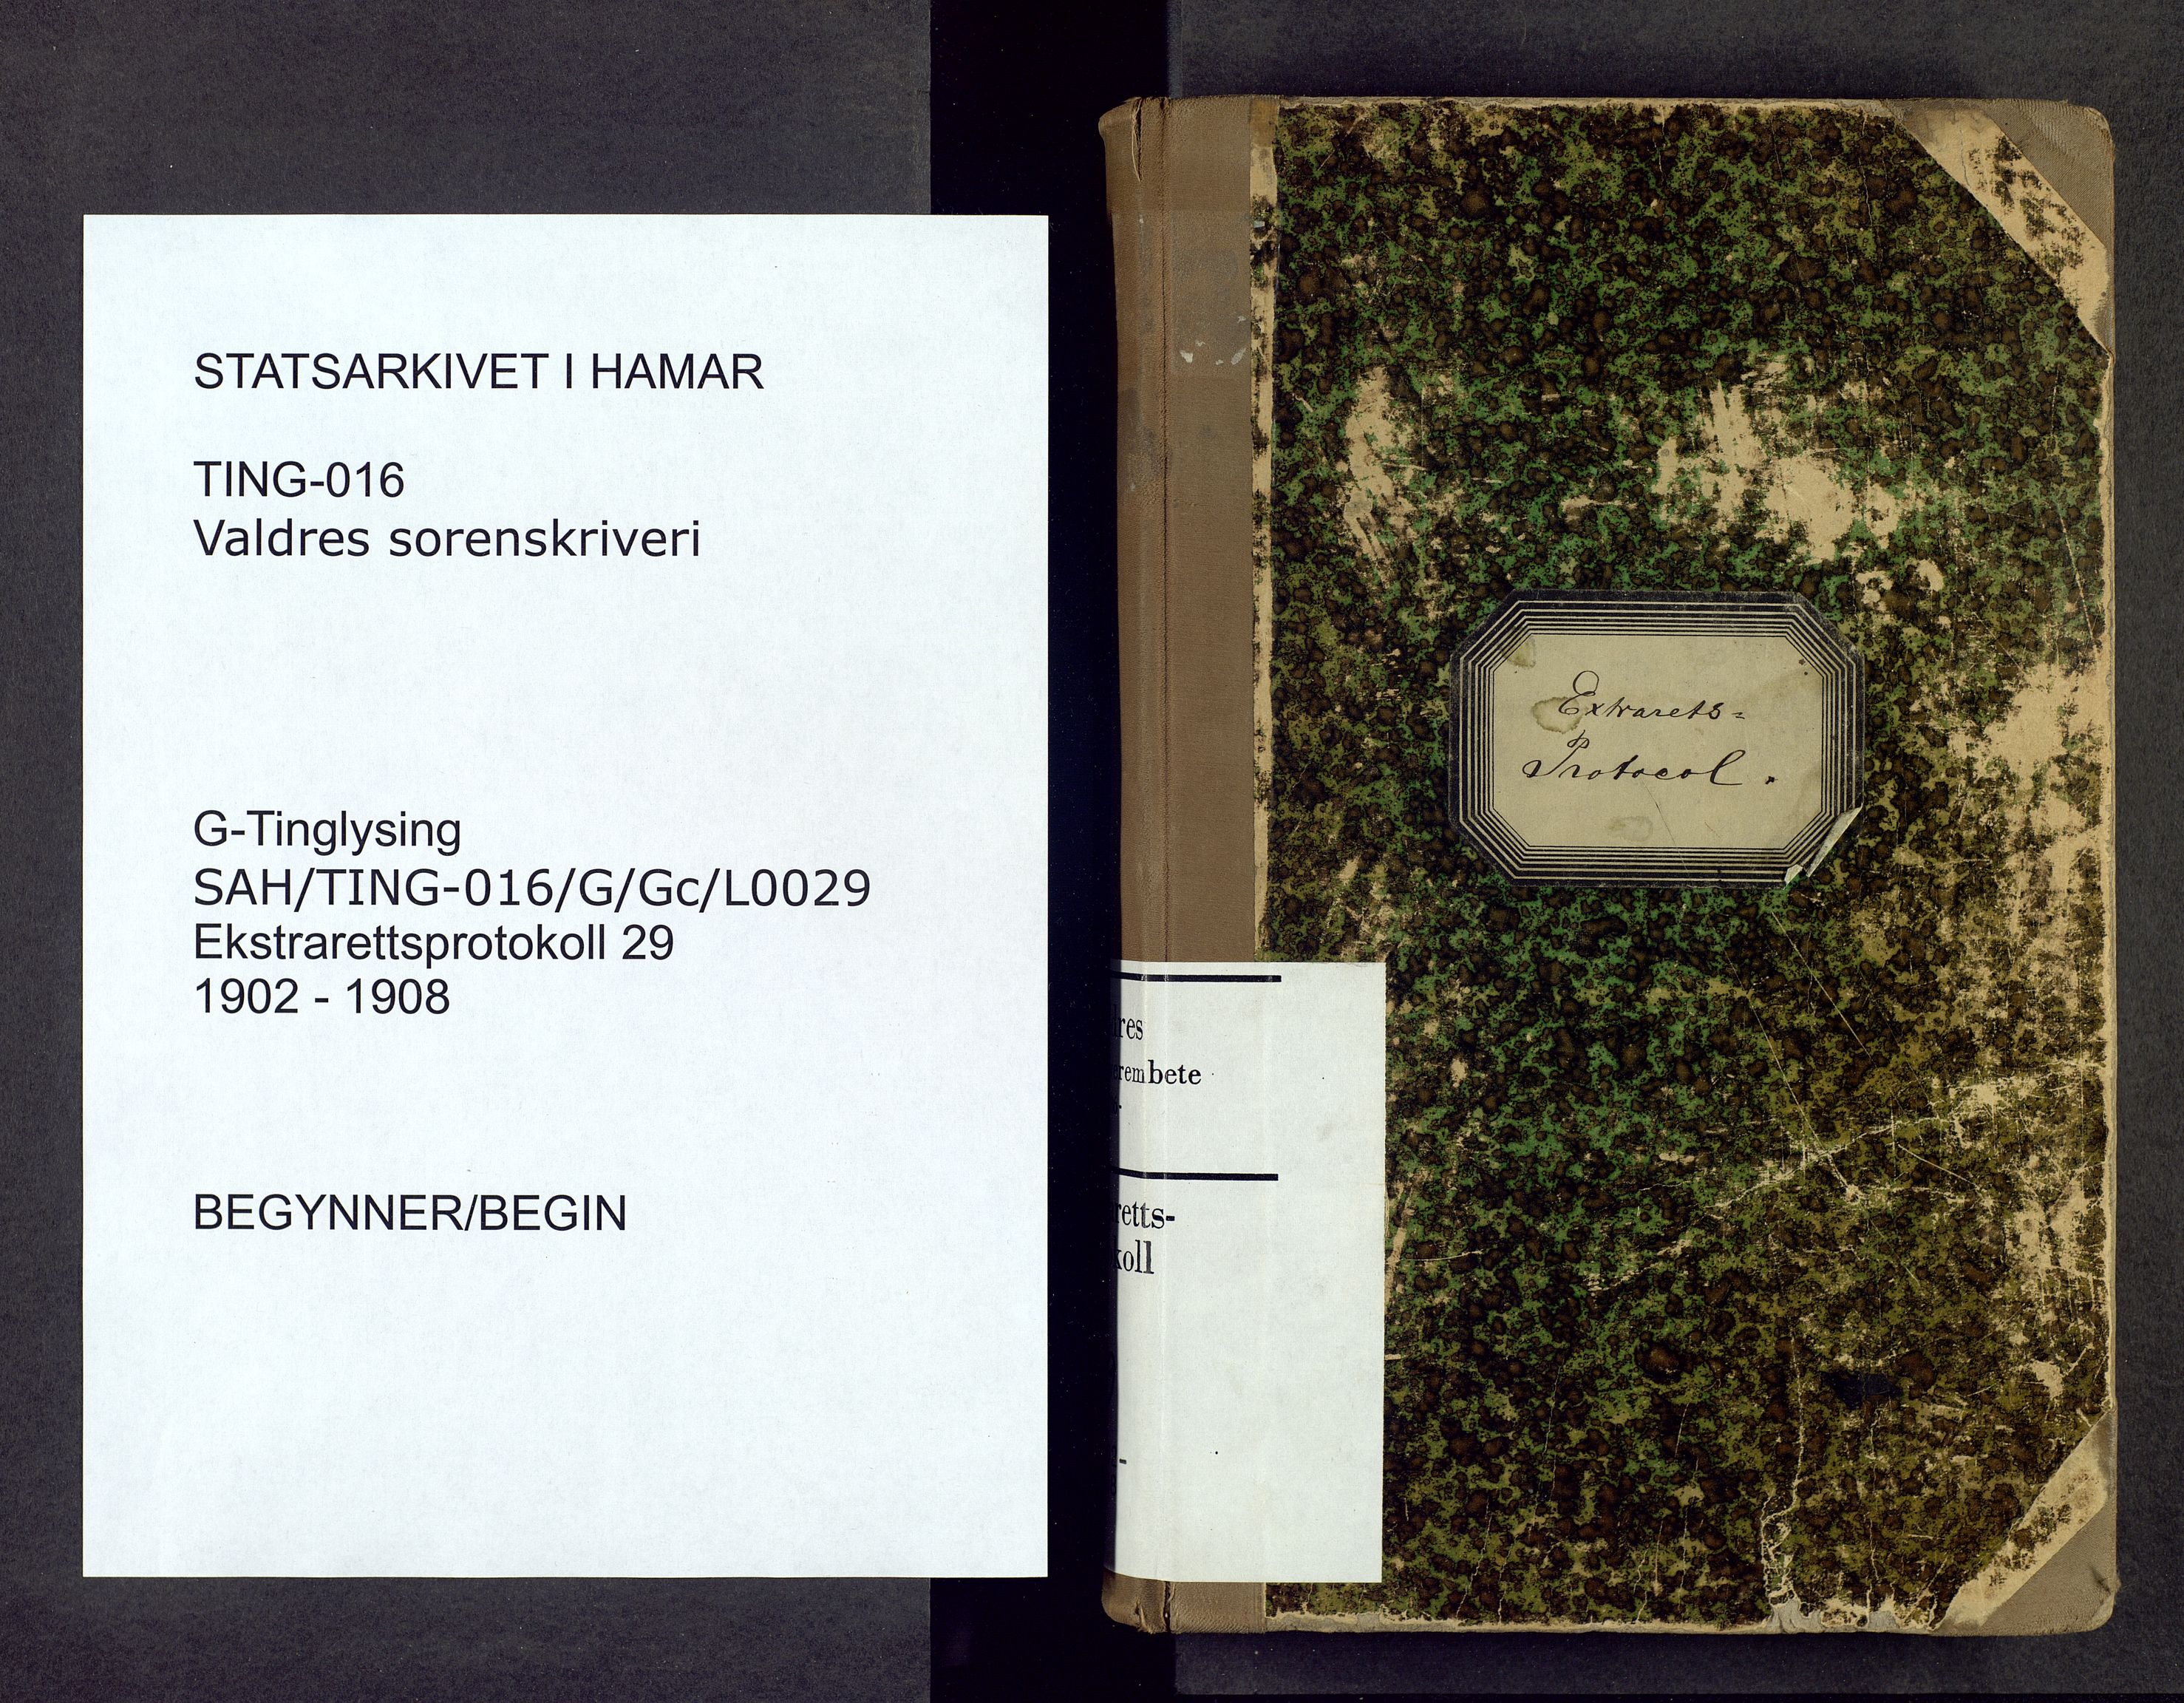 STATSARKIVET I HAMAR
TING-016
Valdres sorenskriveri
G-Tinglysing
SAH/TING-016/G/Gc/L0029
Ekstrarettsprotokoll 29
1902 - 1908
BEGYNNER/BEGIN
Extrarets=
Protocol.
dres
rembete
retts-
koll
-